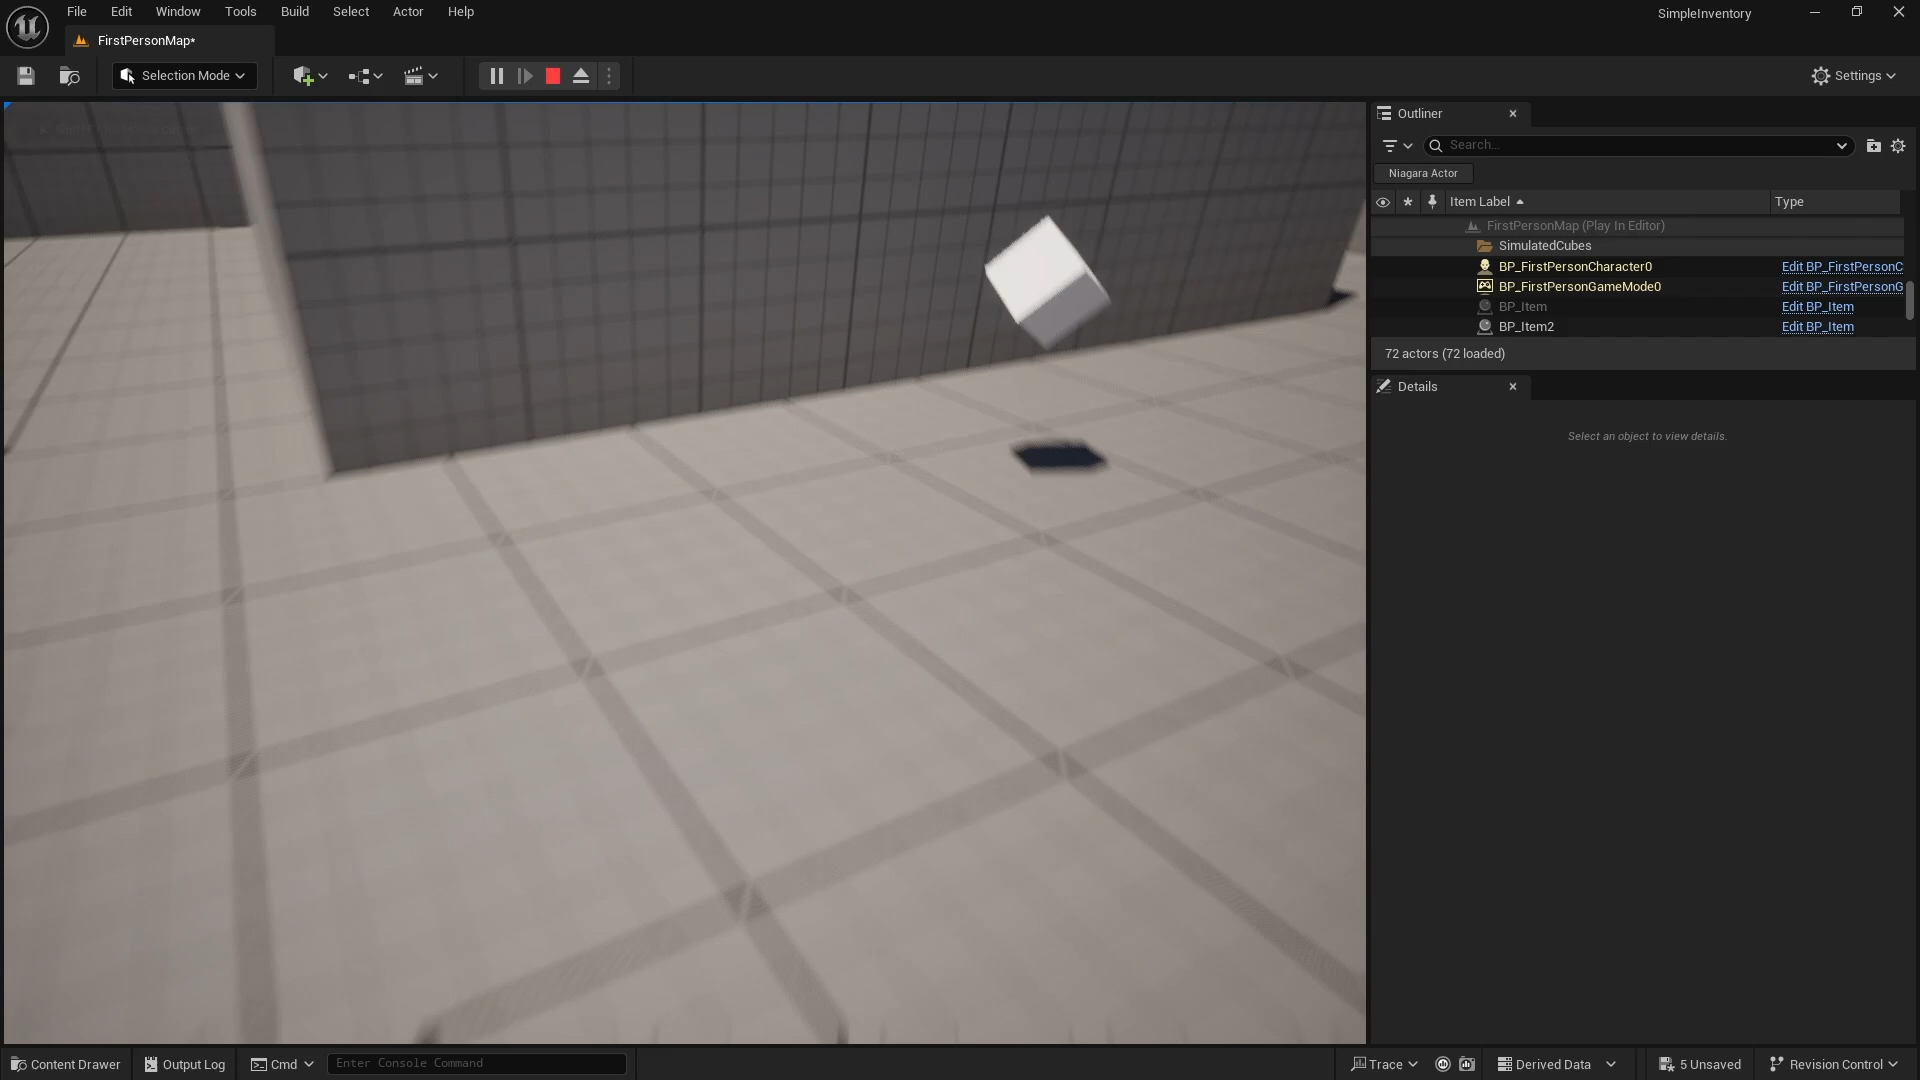 File Edit Window Tools Build Select Actor Help
SimpleInventory
FirstPersonMap*
Selection Mode
Settings
Outliner
Search...
Niagara Actor
Item Label Type
FirstPersonMap (Play In Editor)
SimulatedCubes
BP_FirstPersonCharacter0 Edit BP_FirstPersonC
BP_FirstPersonGameMode0 Edit BP_FirstPersonG
BP_Item Edit BP_Item
BP_Item2 Edit BP_Item
72 actors (72 loaded)
Details
Select an object to view details.
Content Drawer Output Log Cmd Enter Console Command Trace Derived Data 5 Unsaved Revision Control